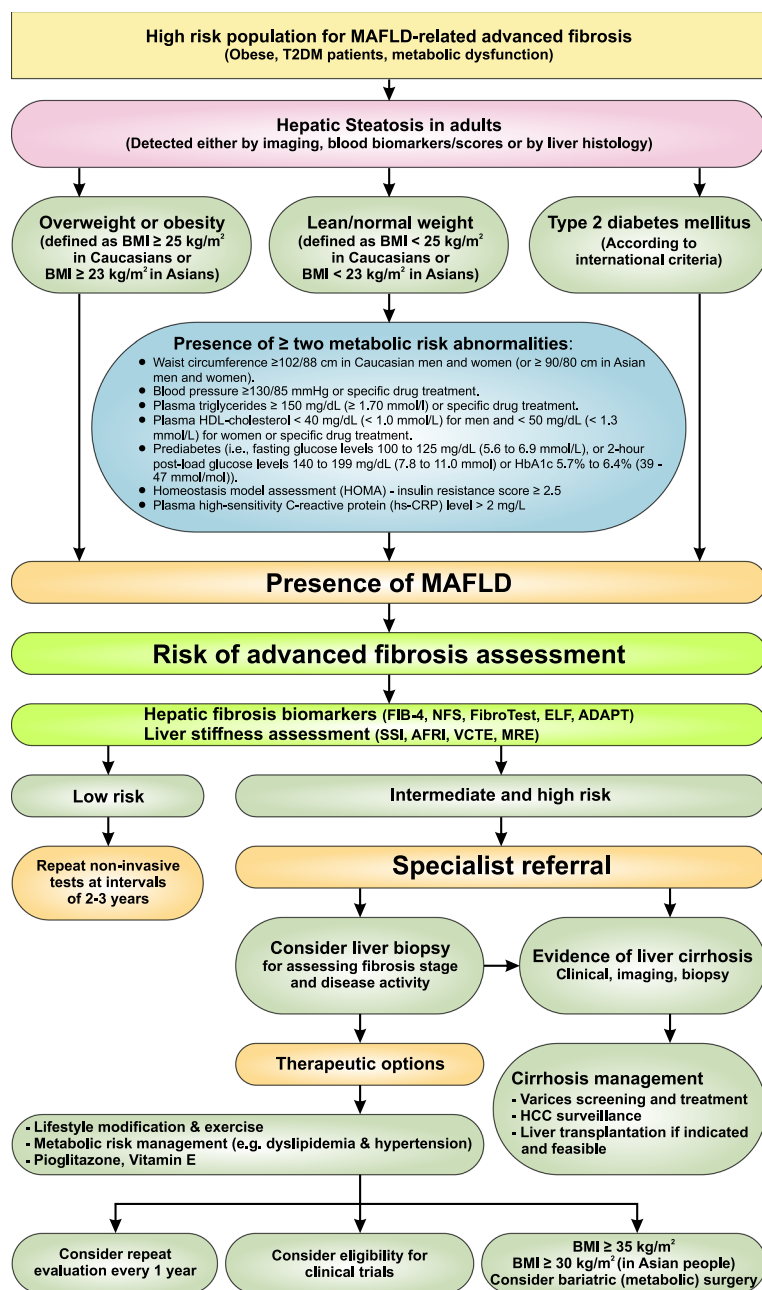 High risk population for MAFLD-related advanced fibrosis
(Obese, T2DM patients, metabolic dysfunction)
Hepatic Steatosis in adults
(Detected either by imaging, blood biomarkers/scores or by liver histology)
Overweight or obesity
(defined as BMI ≥ 25 kg/m²
in Caucasians or
BMI ≥ 23 kg/m² in Asians)
Lean/normal weight
(defined as BMI < 25 kg/m²
in Caucasians or
BMI < 23 kg/m² in Asians)
Type 2 diabetes mellitus
(According to
international criteria)
Presence of ≥ two metabolic risk abnormalities:
● Waist circumference ≥102/88 cm in Caucasian men and women (or ≥ 90/80 cm in Asian
men and women).
● Blood pressure ≥130/85 mmHg or specific drug treatment.
● Plasma triglycerides ≥ 150 mg/dL (≥ 1.70 mmol/l) or specific drug treatment.
● Plasma HDL-cholesterol < 40 mg/dL (< 1.0 mmol/L) for men and < 50 mg/dL (< 1.3
mmol/L) for women or specific drug treatment.
● Prediabetes (i.e., fasting glucose levels 100 to 125 mg/dL (5.6 to 6.9 mmol/L), or 2-hour
post-load glucose levels 140 to 199 mg/dL (7.8 to 11.0 mmol) or HbA1c 5.7% to 6.4% (39 -
47 mmol/mol)).
● Homeostasis model assessment (HOMA) - insulin resistance score ≥ 2.5
● Plasma high-sensitivity C-reactive protein (hs-CRP) level > 2 mg/L
Presence of MAFLD
Risk of advanced fibrosis assessment
Hepatic fibrosis biomarkers (FIB-4, NFS, FibroTest, ELF, ADAPT)
Liver stiffness assessment (SSI, AFRI, VCTE, MRE)
Low risk
Intermediate and high risk
Repeat non-invasive
tests at intervals
of 2-3 years
Specialist referral
Consider liver biopsy
for assessing fibrosis stage
and disease activity
Evidence of liver cirrhosis
Clinical, imaging, biopsy
Therapeutic options
Cirrhosis management
- Varices screening and treatment
- HCC surveillance
- Liver transplantation if indicated
and feasible
- Lifestyle modification & exercise
- Metabolic risk management (e.g. dyslipidemia & hypertension)
- Pioglitazone, Vitamin E
Consider repeat
evaluation every 1 year
Consider eligibility for
clinical trials
BMI ≥ 35 kg/m²
BMI ≥ 30 kg/m² (in Asian people)
Consider bariatric (metabolic) surgery